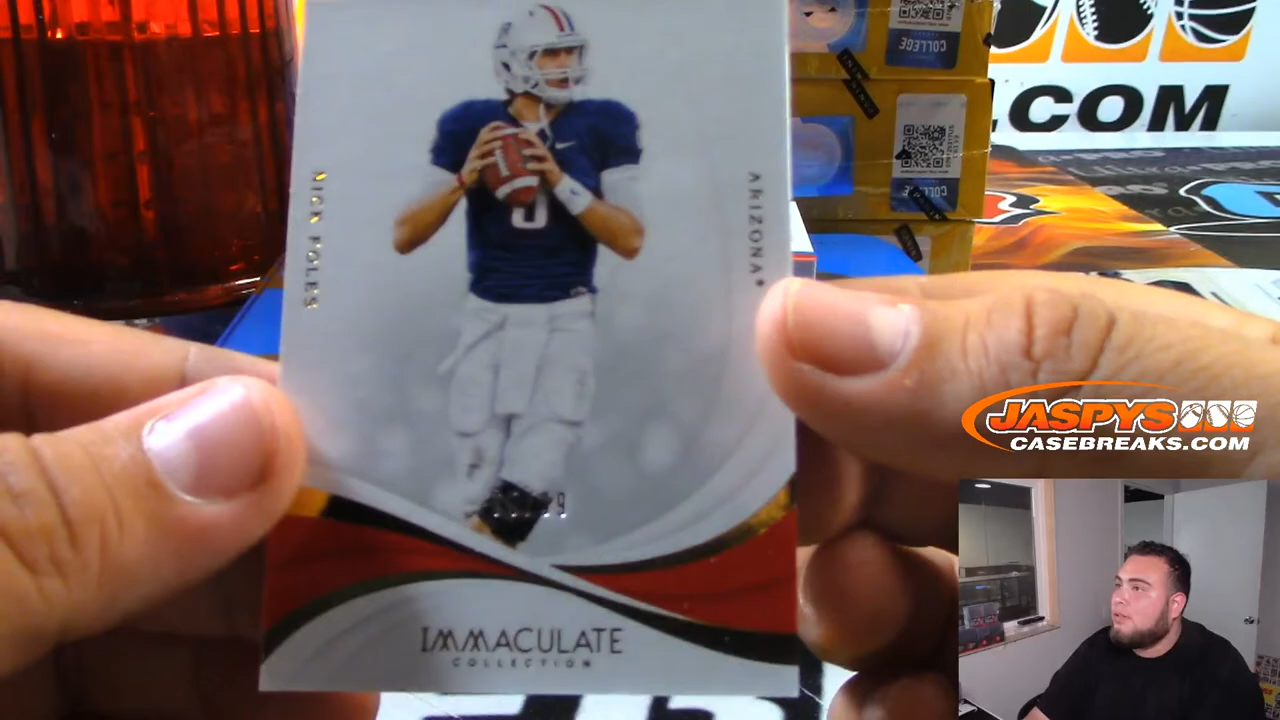 COLLEGE
.COM
COLLEGE
NICK FOLES
ARIZONA
IMMACULATE
COLLECTION
JASPYS
CASEBREAKS.COM